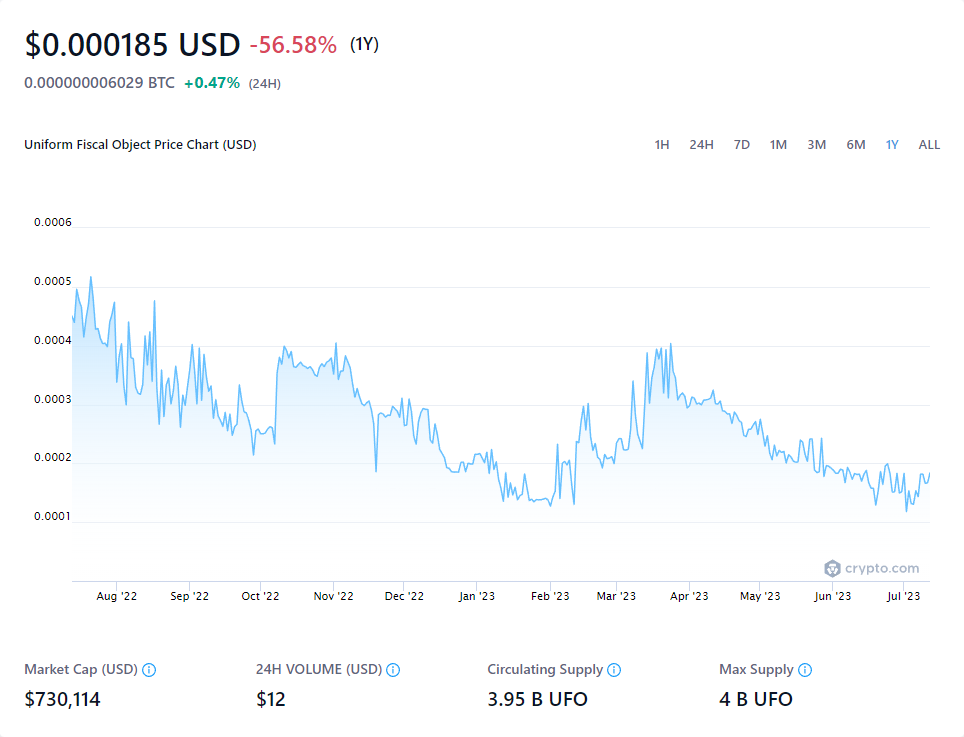 $0.000185 USD -56.58% (1Y)
0.000000006029 BTC +0.47% (24H)
Uniform Fiscal Object Price Chart (USD) 1H 24H 7D 1M 3M 6M 1Y ALL
0.0006
0.0005
0.0004
0.0003
0.0002
0.0001
crypto.com
Aug '22 Sep '22 Oct '22 Nov '22 Dec '22 Jan '23 Feb '23 Mar '23 Apr '23 May '23 Jun '23 Jul '23
Market Cap (USD) 24H VOLUME (USD) Circulating Supply Max Supply
$730,114 $12 3.95 B UFO 4 B UFO